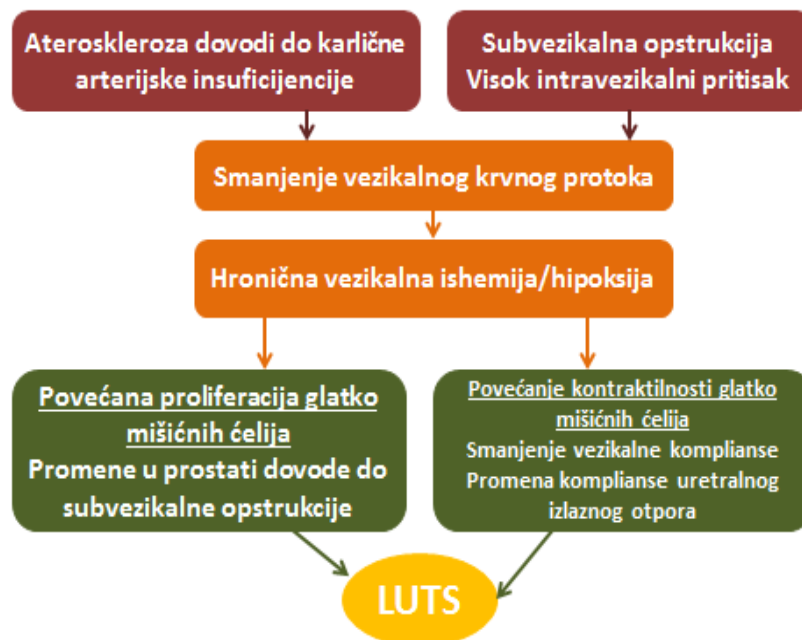 Ateroskleroza dovodi do karlične
arterijske insuficijencije
Subvezikalna opstrukcija
Visok intravezikalni pritisak
Smanjenje vezikalnog krvnog protoka
Hronična vezikalna ishemija/hipoksija
Povećana proliferacija glatko
mišićnih ćelija
Promene u prostati dovode do
subvezikalne opstrukcije
Povećanje kontraktilnosti glatko
mišićnih ćelija
Smanjenje vezikalne komplianse
Promena komplianse uretralnog
izlaznog otpora
LUTS